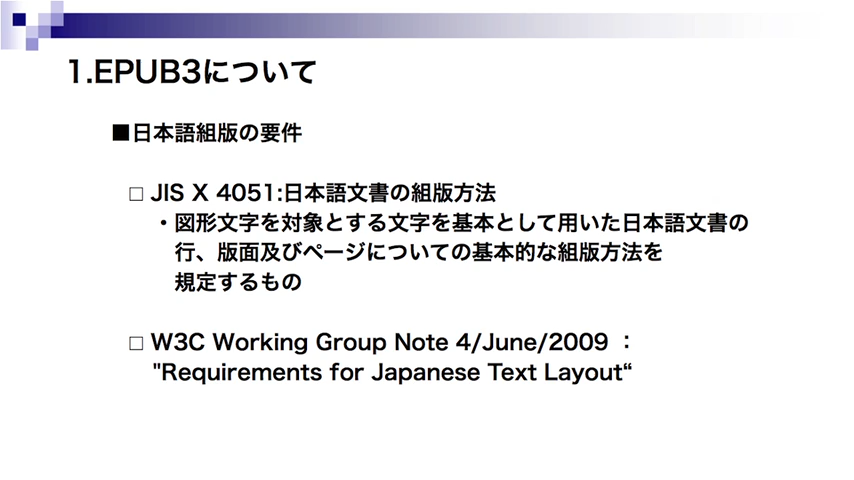 1.EPUB3について
■日本語組版の要件
□ JIS X 4051:日本語文書の組版方法
・図形文字を対象とする文字を基本として用いた日本語文書の
行、版面及びページについての基本的な組版方法を
規定するもの
□ W3C Working Group Note 4/June/2009 ：
"Requirements for Japanese Text Layout“